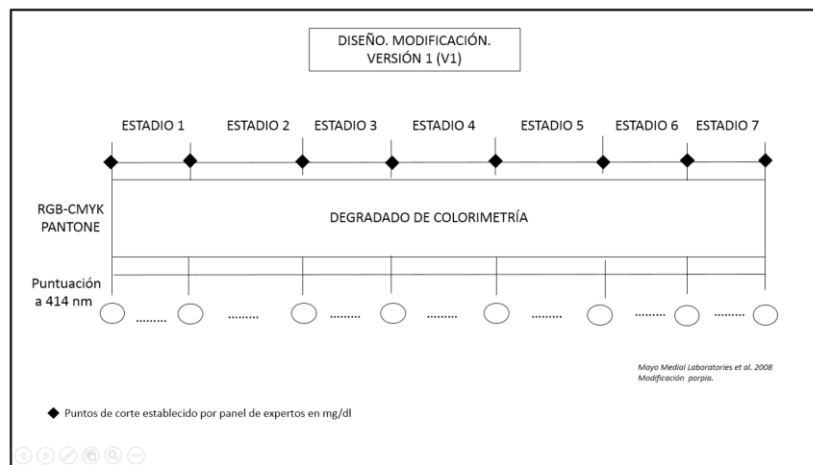 DISEÑO. MODIFICACIÓN.
VERSIÓN 1 (V1)
ESTADIO 1 ESTADIO 2 ESTADIO 3 ESTADIO 4 ESTADIO 5 ESTADIO 6 ESTADIO 7
RGB-CMYK
PANTONE
DEGRADADO DE COLORIMETRÍA
Puntuación
a 414 nm
......... ......... ......... ......... ......... ......... .........
Mayo Medial Laboratories et al. 2008
Modificación porpia.
Puntos de corte establecido por panel de expertos en mg/dl